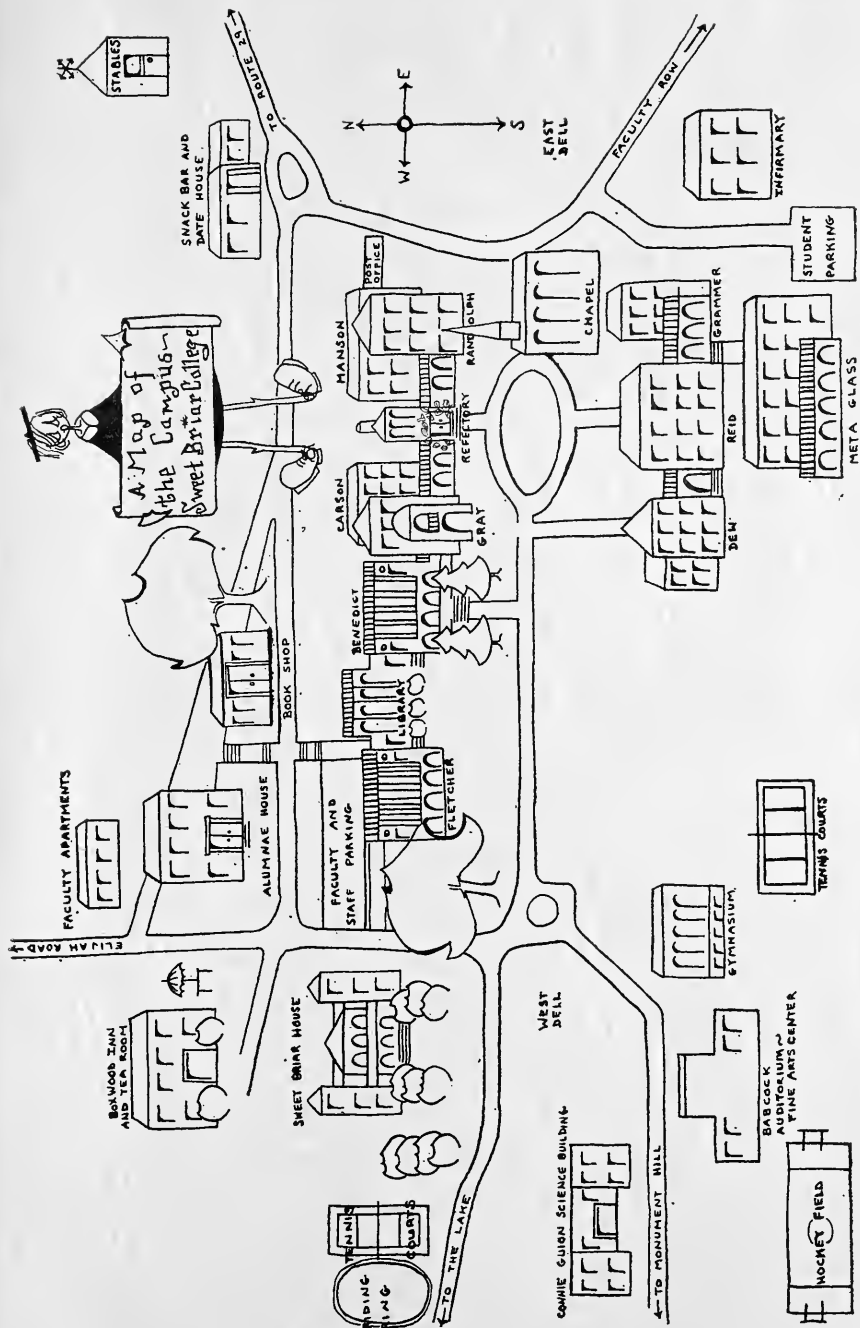 A Map of
the Campus~
Sweet Briar College
STABLES
TO ROUTE 29
SNACK BAR AND
DATE HOUSE
N
W
E
S
EAST
DELL
FACULTY ROW
INFIRMARY
STUDENT
PARKING
POST
OFFICE
MANSON
RANDOLPH
CHAPEL
GRAMMER
REFECTORY
REID
META GLASS
CARSON
GRAY
DEW
BENEDICT
BOOK SHOP
LIBRARY
FLETCHER
FACULTY APARTMENTS
ALUMNAE HOUSE
FACULTY AND
STAFF PARKING
ELIJAH ROAD
TENNIS COURTS
GYMNASIUM
BOXWOOD INN
AND TEA ROOM
SWEET BRIAR HOUSE
WEST
DELL
BABCOCK
AUDITORIUM~
FINE ARTS CENTER
TENNIS
COURTS
TO THE LAKE
CONNIE GUION SCIENCE BUILDING
TO MONUMENT HILL
HOCKEY FIELD